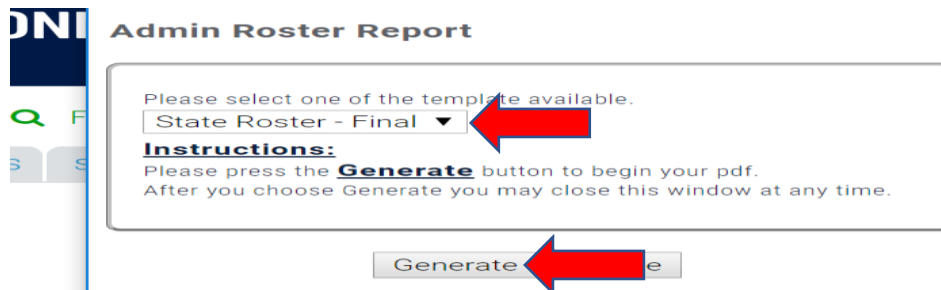 Admin Roster Report
Please select one of the template available.
State Roster - Final
Instructions:
Please press the Generate button to begin your pdf.
After you choose Generate you may close this window at any time.
Generate